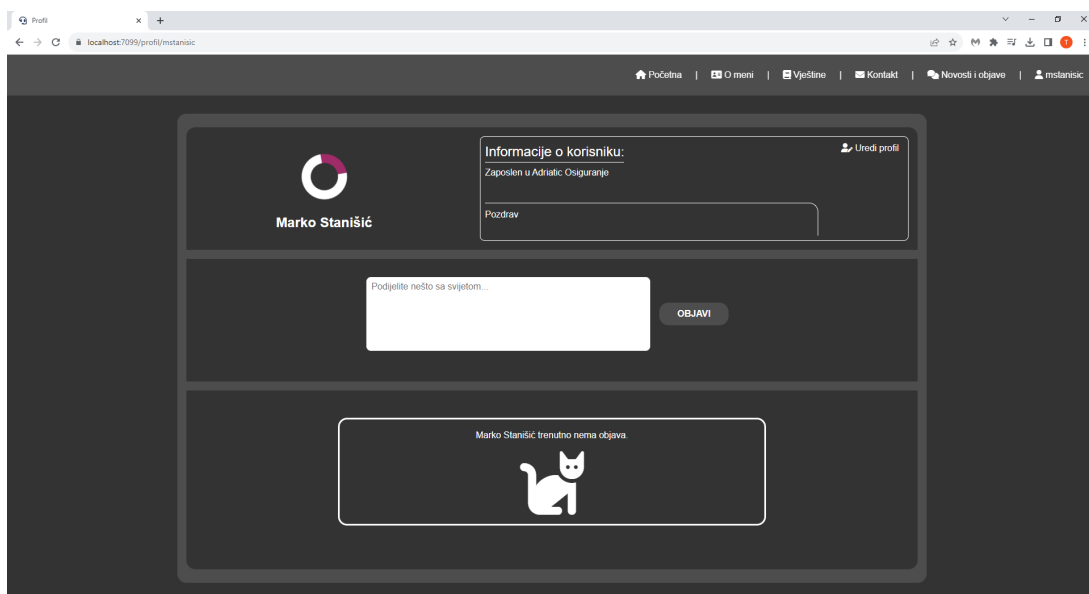 Profil
localhost:7099/profil/mstanisic
T
Početna | O meni | Vještine | Kontakt | Novosti i objave | mstanisic
Informacije o korisniku:
Uredi profil
Zaposlen u Adriatic Osiguranje
Pozdrav
Marko Stanišić
Podijelite nešto sa svijetom...
OBJAVI
Marko Stanišić trenutno nema objava.